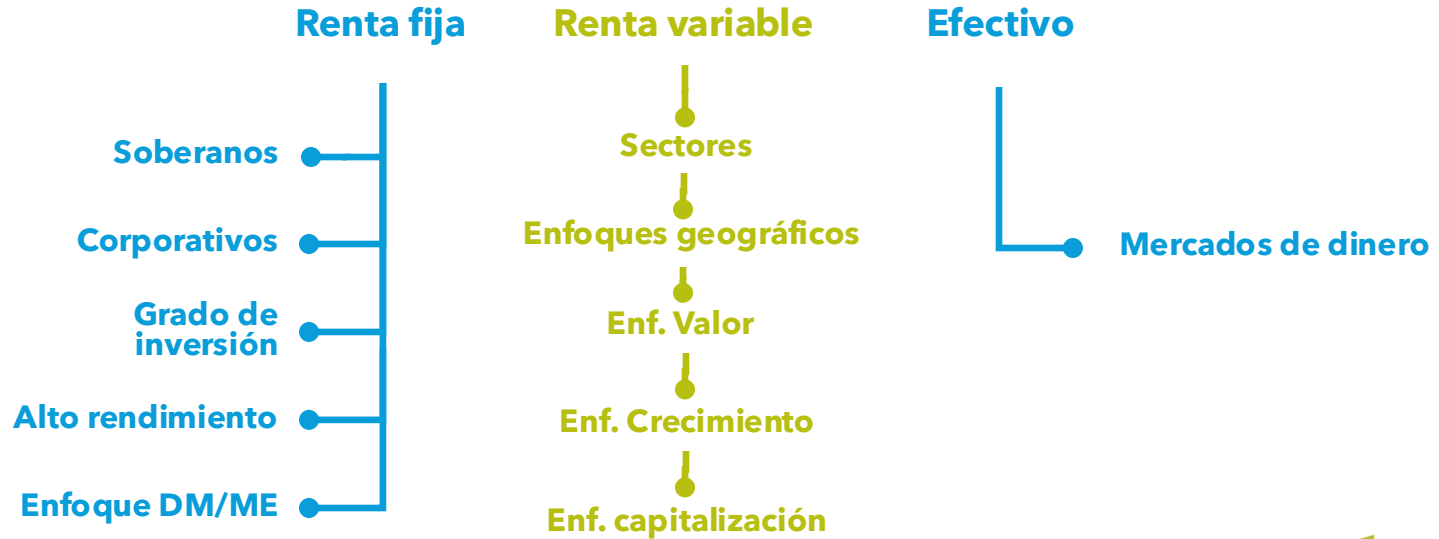 Renta fija
Soberanos
Corporativos
Grado de
inversión
Alto rendimiento
Enfoque DM/ME
Renta variable
Sectores
Enfoques geográficos
Enf. Valor
Enf. Crecimiento
Enf. capitalización
Efectivo
Mercados de dinero